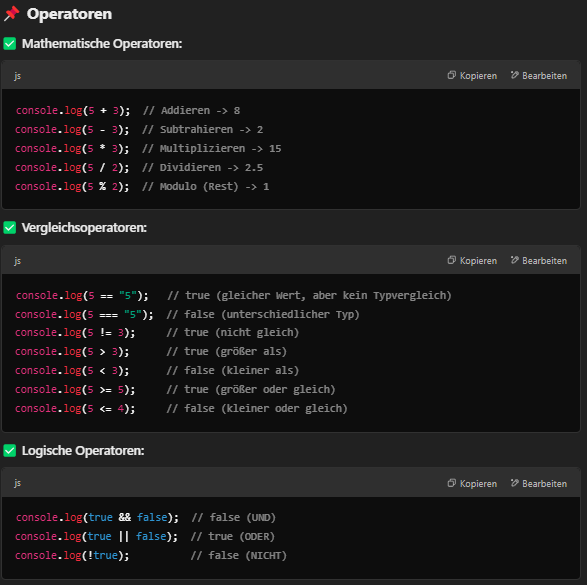 📌 Operatoren
✅ Mathematische Operatoren:
js Kopieren Bearbeiten
console.log(5 + 3);  // Addieren -> 8
console.log(5 - 3);  // Subtrahieren -> 2
console.log(5 * 3);  // Multiplizieren -> 15
console.log(5 / 2);  // Dividieren -> 2.5
console.log(5 % 2);  // Modulo (Rest) -> 1
✅ Vergleichsoperatoren:
js Kopieren Bearbeiten
console.log(5 == "5");   // true (gleicher Wert, aber kein Typvergleich)
console.log(5 === "5");  // false (unterschiedlicher Typ)
console.log(5 != 3);     // true (nicht gleich)
console.log(5 > 3);      // true (größer als)
console.log(5 < 3);      // false (kleiner als)
console.log(5 >= 5);     // true (größer oder gleich)
console.log(5 <= 4);     // false (kleiner oder gleich)
✅ Logische Operatoren:
js Kopieren Bearbeiten
console.log(true && false);  // false (UND)
console.log(true || false);  // true (ODER)
console.log(!true);          // false (NICHT)